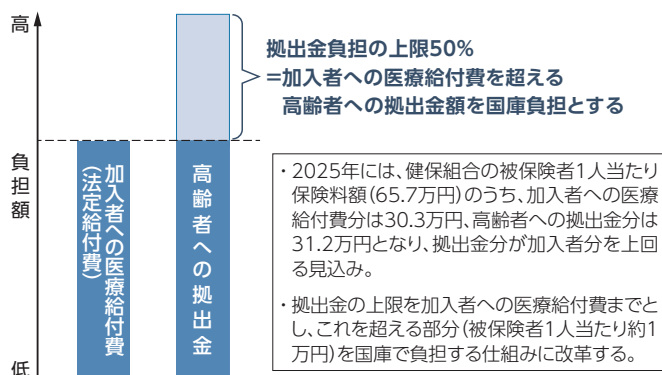 高
負担額
低
加入者への医療給付費
(法定給付費)
高齢者への拠出金
拠出金負担の上限50%
=加入者への医療給付費を超える
高齢者への拠出金額を国庫負担とする
・2025年には、健保組合の被保険者1人当たり
保険料額(65.7万円)のうち、加入者への医療
給付費分は30.3万円、高齢者への拠出金分は
31.2万円となり、拠出金分が加入者分を上回
る見込み。
・拠出金の上限を加入者への医療給付費までと
し、これを超える部分(被保険者1人当たり約1
万円)を国庫で負担する仕組みに改革する。